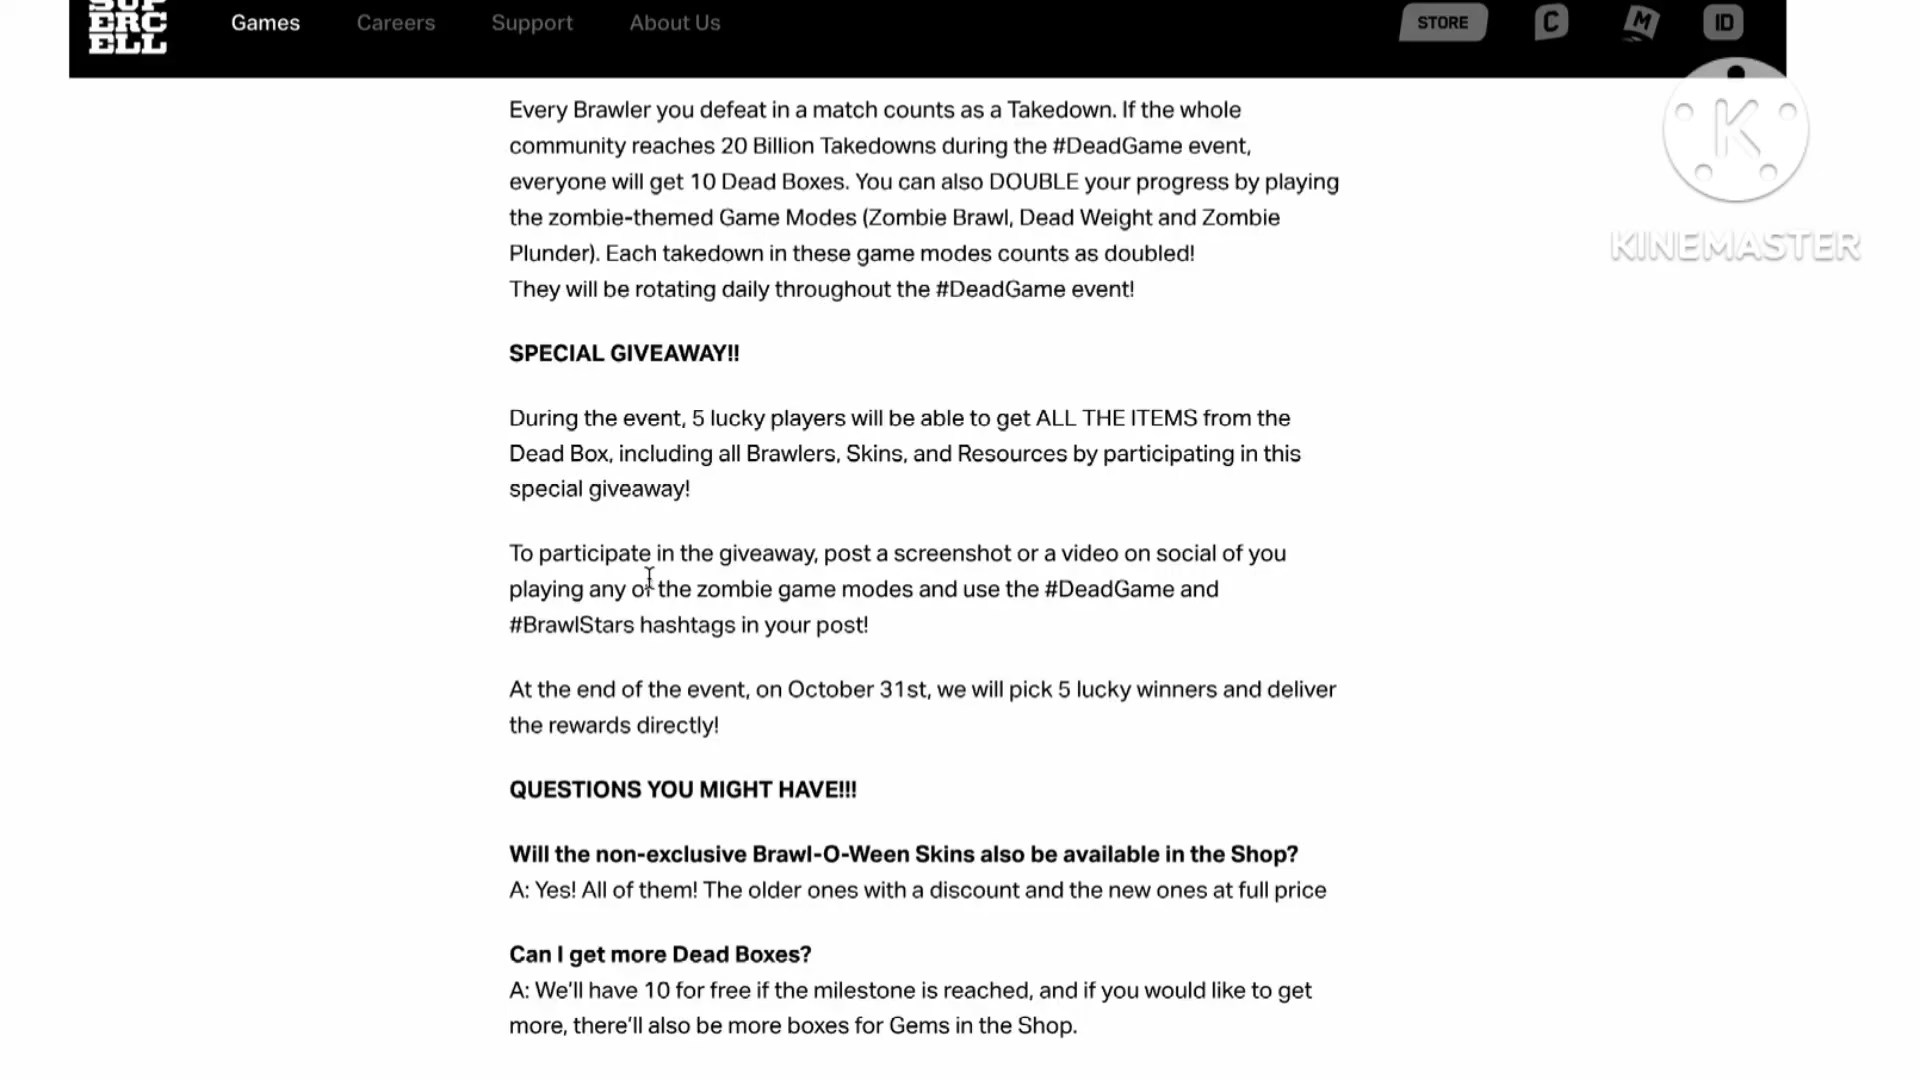 SUP
ERC
ELL
Games Careers Support About Us STORE C M ID
Every Brawler you defeat in a match counts as a Takedown. If the whole
community reaches 20 Billion Takedowns during the #DeadGame event,
everyone will get 10 Dead Boxes. You can also DOUBLE your progress by playing
the zombie-themed Game Modes (Zombie Brawl, Dead Weight and Zombie
Plunder). Each takedown in these game modes counts as doubled!
They will be rotating daily throughout the #DeadGame event!
K
KINEMASTER
SPECIAL GIVEAWAY!!
During the event, 5 lucky players will be able to get ALL THE ITEMS from the
Dead Box, including all Brawlers, Skins, and Resources by participating in this
special giveaway!
To participate in the giveaway, post a screenshot or a video on social of you
playing any of the zombie game modes and use the #DeadGame and
#BrawlStars hashtags in your post!
At the end of the event, on October 31st, we will pick 5 lucky winners and deliver
the rewards directly!
QUESTIONS YOU MIGHT HAVE!!!
Will the non-exclusive Brawl-O-Ween Skins also be available in the Shop?
A: Yes! All of them! The older ones with a discount and the new ones at full price
Can I get more Dead Boxes?
A: We'll have 10 for free if the milestone is reached, and if you would like to get
more, there'll also be more boxes for Gems in the Shop.